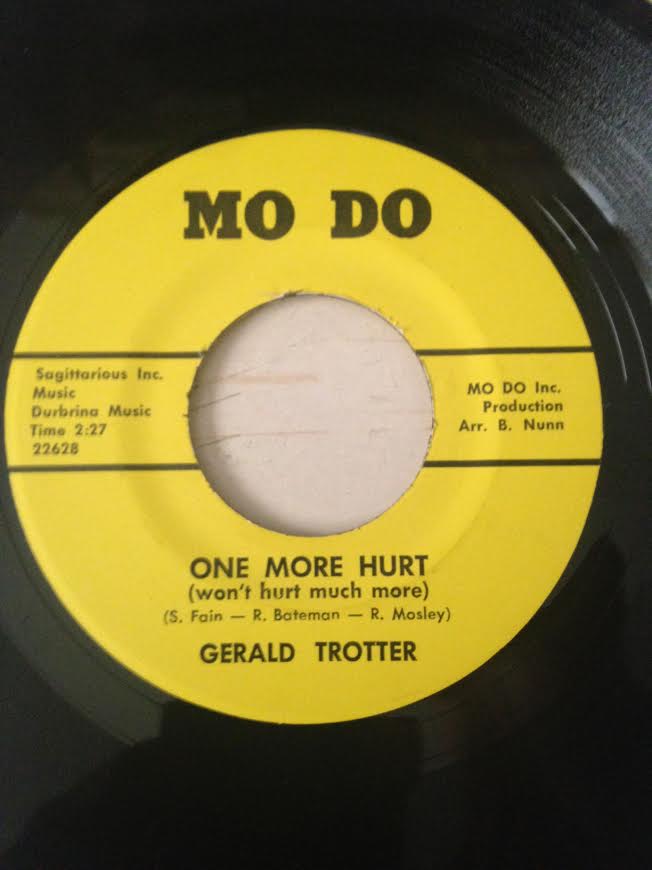 MO DO
Sagittarious Inc.
Music
Durbrina Music
Time 2:27
22628
MO DO Inc.
Production
Arr. B. Nunn
ONE MORE HURT
(won't hurt much more)
(S. Fain — R. Bateman — R. Mosley)
GERALD TROTTER